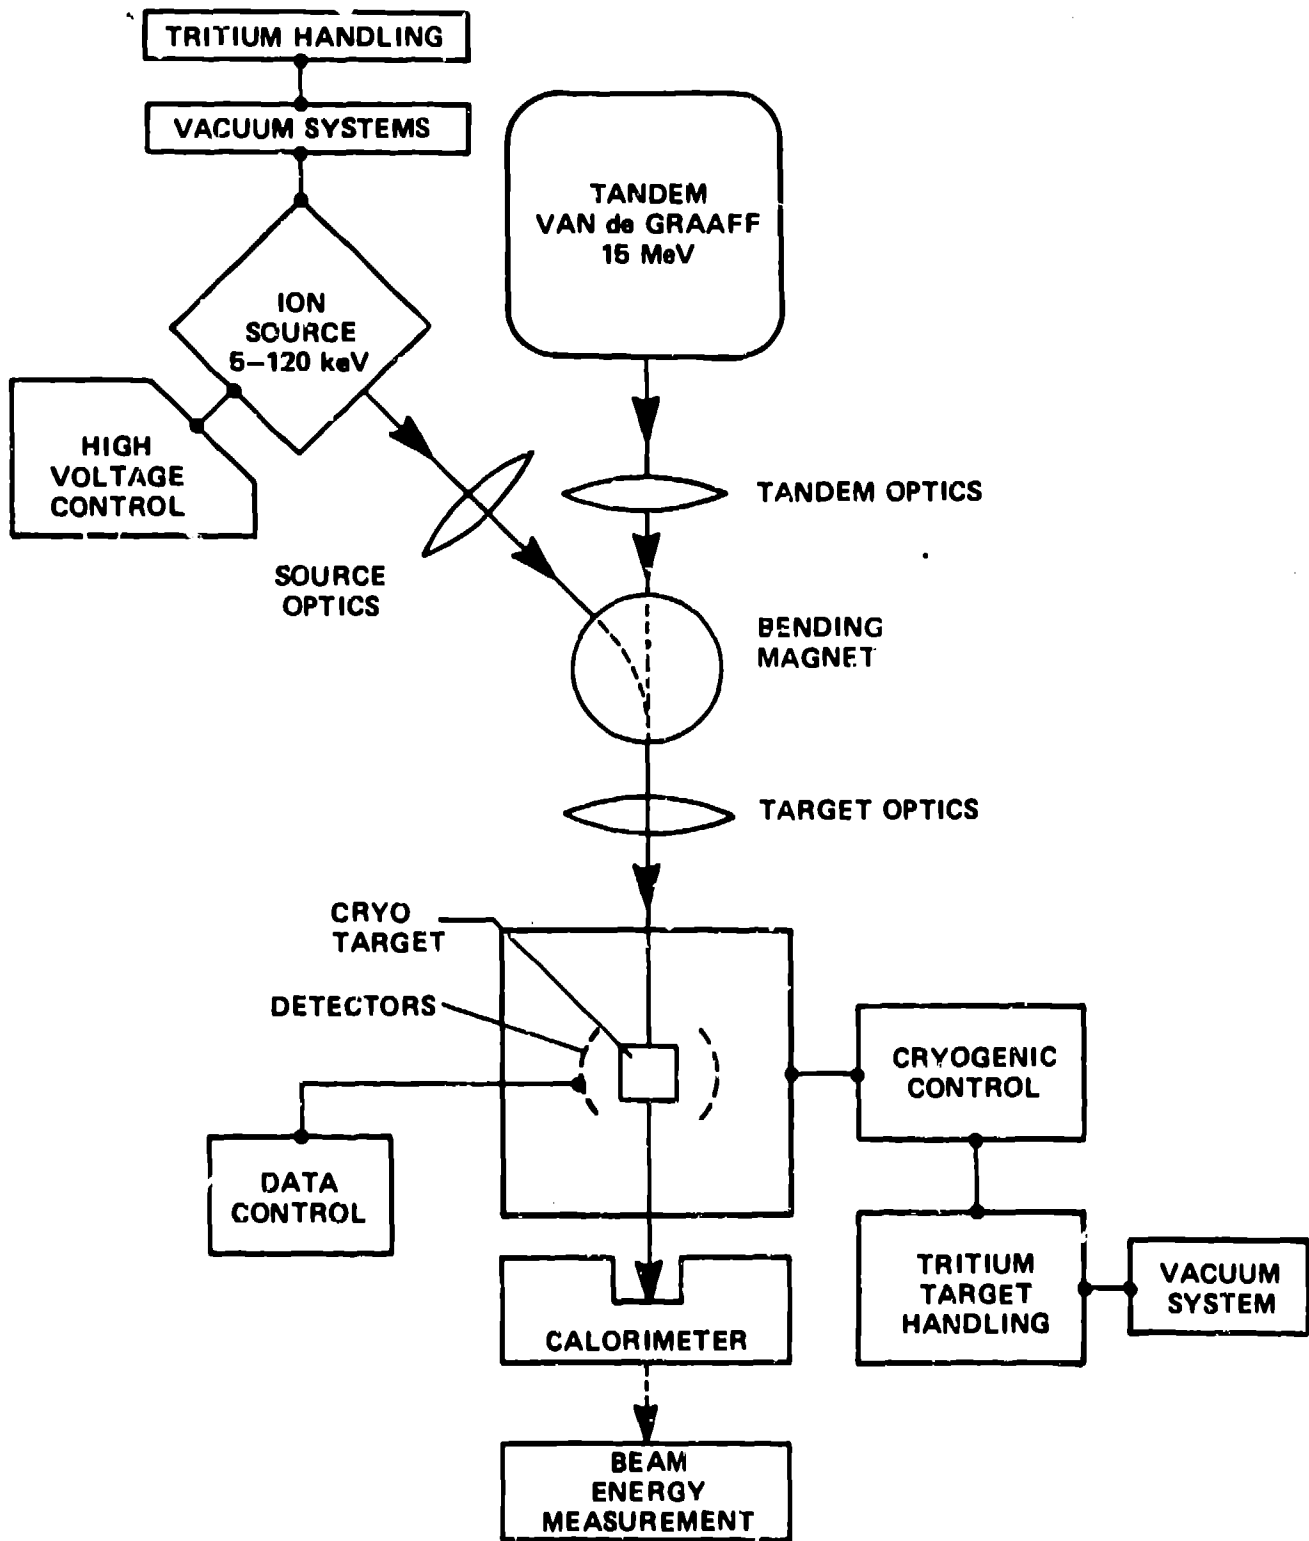 TRITIUM HANDLING
VACUUM SYSTEMS
TANDEM
VAN de GRAAFF
15 MeV
ION
SOURCE
5–120 keV
HIGH
VOLTAGE
CONTROL
TANDEM OPTICS
SOURCE
OPTICS
BENDING
MAGNET
TARGET OPTICS
CRYO
TARGET
DETECTORS
CRYOGENIC
CONTROL
DATA
CONTROL
TRITIUM
TARGET
HANDLING
VACUUM
SYSTEM
CALORIMETER
BEAM
ENERGY
MEASUREMENT